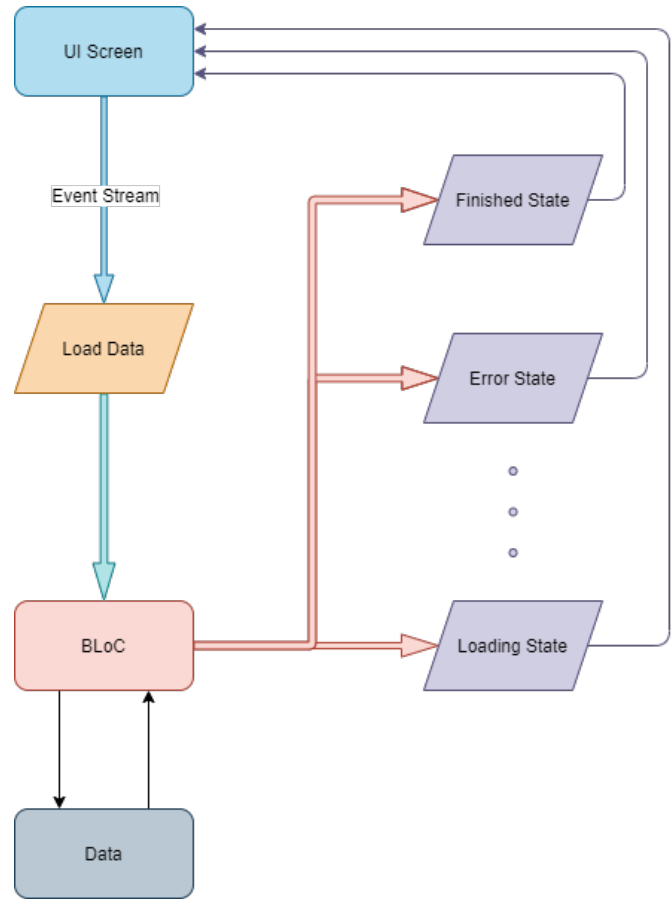 UI Screen
Event Stream
Finished State
Load Data
Error State
BLoC
Loading State
Data